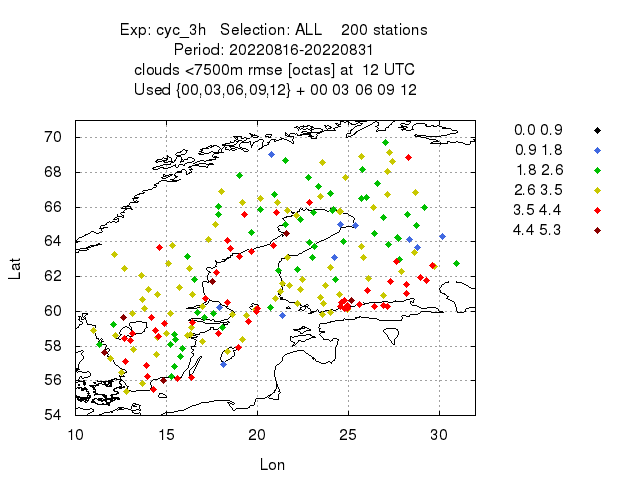 Exp: cyc_3h   Selection: ALL    200 stations
Period: 20220816-20220831
clouds <7500m rmse [octas] at  12 UTC
Used {00,03,06,09,12} + 00 03 06 09 12
0.0 0.9
0.9 1.8
1.8 2.6
2.6 3.5
3.5 4.4
4.4 5.3
70
68
66
64
62
60
58
56
54
Lat
10 15 20 25 30
Lon